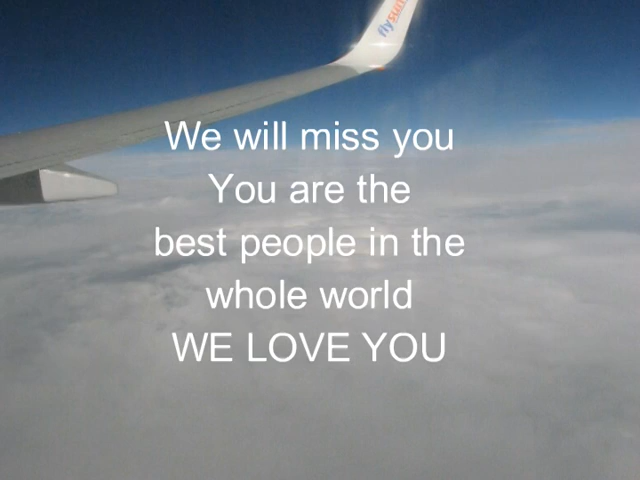 We will miss you
You are the
best people in the
whole world
WE LOVE YOU